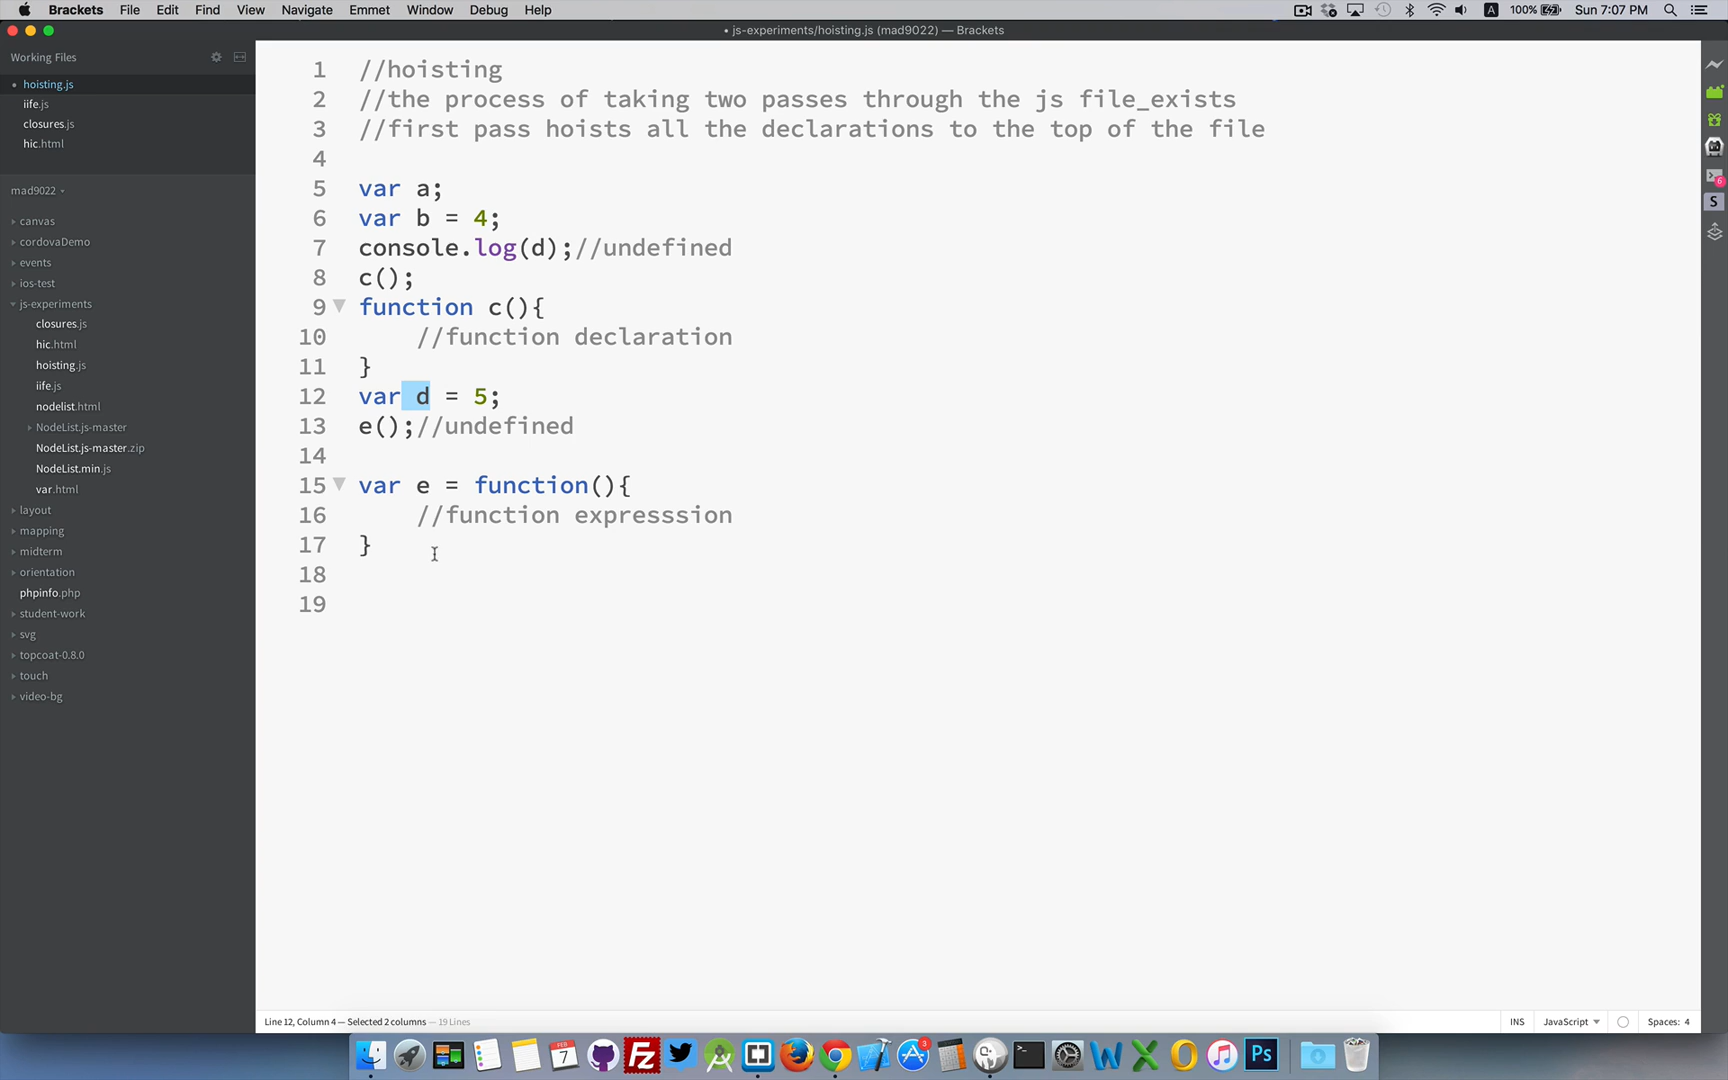 Brackets File Edit Find View Navigate Emmet Window Debug Help
A 100% Sun 7:07 PM
• js-experiments/hoisting.js (mad9022) — Brackets
Working Files
hoisting.js
iife.js
closures.js
hic.html
mad9022
canvas
cordovaDemo
events
ios-test
js-experiments
closures.js
hic.html
hoisting.js
iife.js
nodelist.html
NodeList.js-master
NodeList.js-master.zip
NodeList.min.js
var.html
layout
mapping
midterm
orientation
phpinfo.php
student-work
svg
topcoat-0.8.0
touch
video-bg
1 //hoisting
2 //the process of taking two passes through the js file_exists
3 //first pass hoists all the declarations to the top of the file
4
5 var a;
6 var b = 4;
7 console.log(d);//undefined
8 c();
9 function c(){
10 //function declaration
11 }
12 var d = 5;
13 e();//undefined
14
15 var e = function(){
16 //function expresssion
17 }
18
19
6
S
Line 12, Column 4 — Selected 2 columns — 19 Lines
INS JavaScript Spaces: 4
FEB
7
Fz
3
W
X
O
Ps